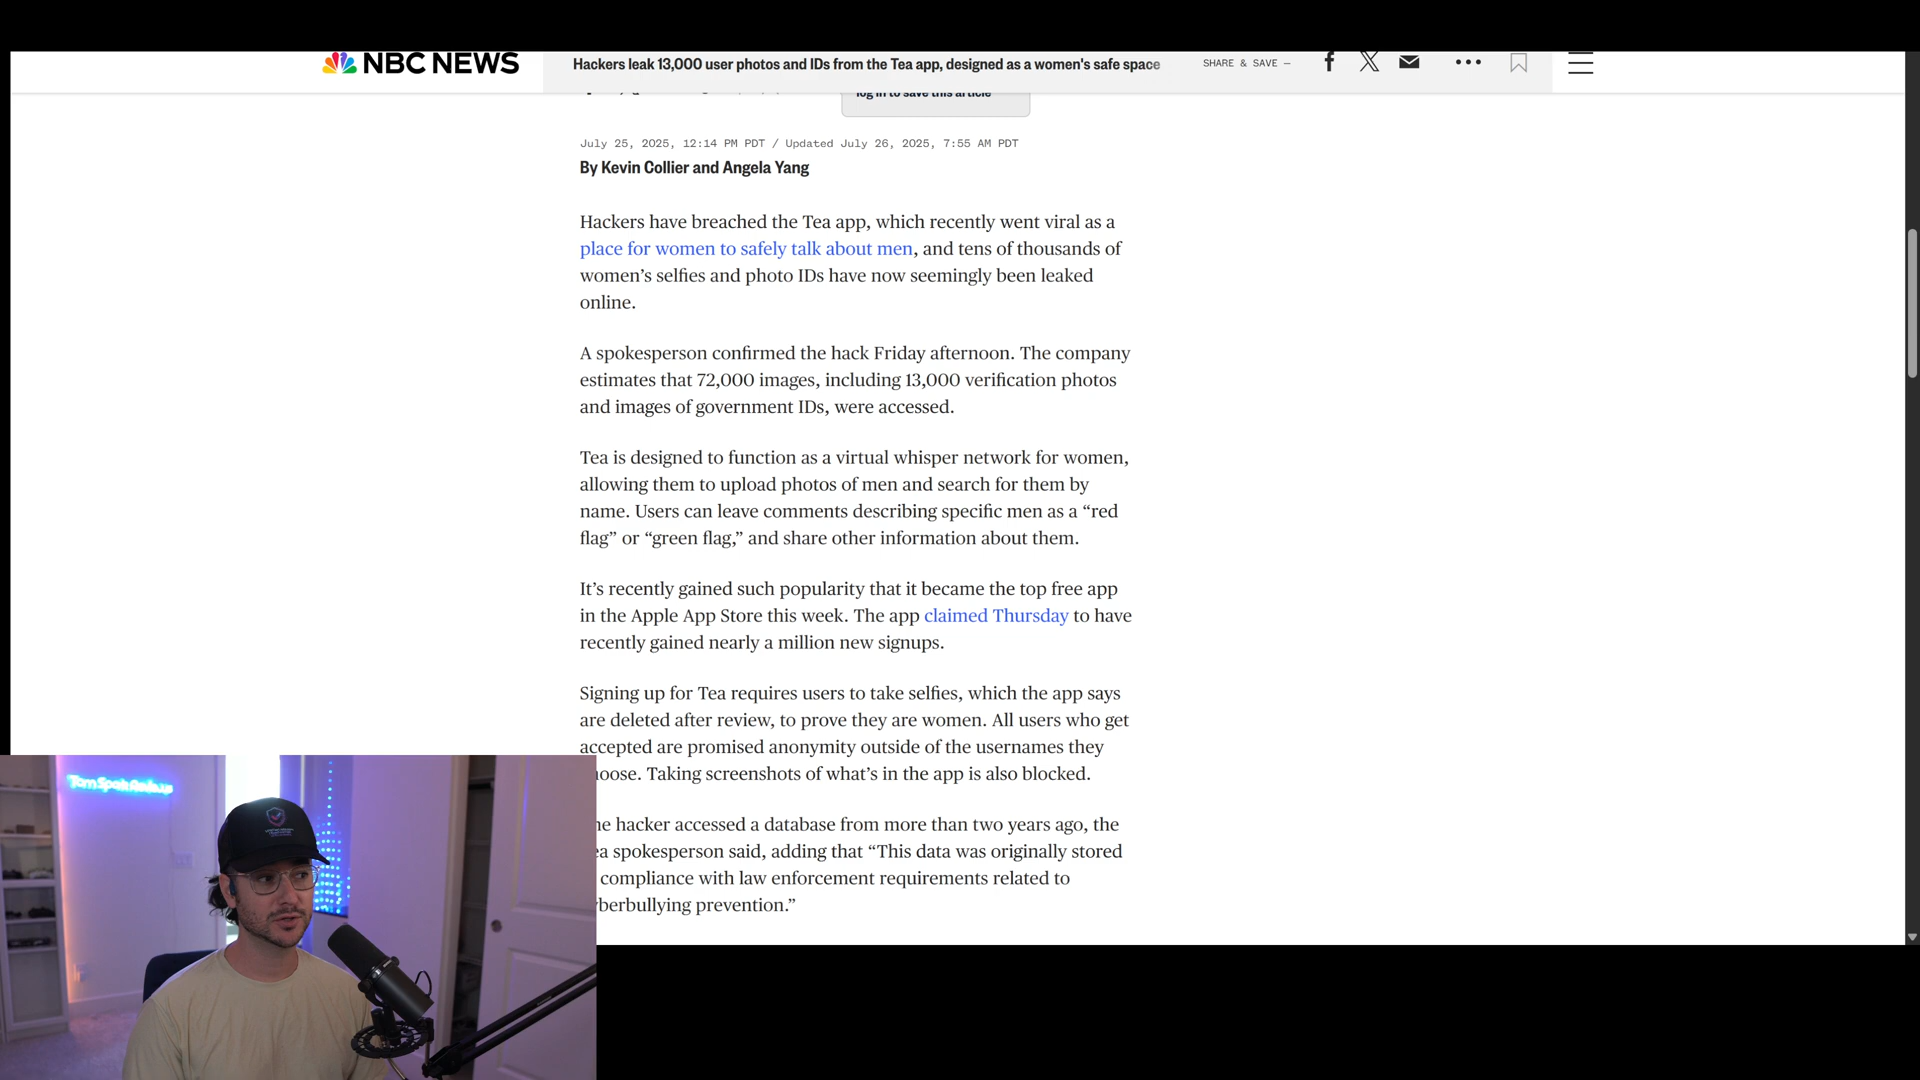 NBC NEWS
Hackers leak 13,000 user photos and IDs from the Tea app, designed as a women's safe space
SHARE & SAVE —
log in to save this article
July 25, 2025, 12:14 PM PDT / Updated July 26, 2025, 7:55 AM PDT
By Kevin Collier and Angela Yang
Hackers have breached the Tea app, which recently went viral as a
place for women to safely talk about men, and tens of thousands of
women’s selfies and photo IDs have now seemingly been leaked
online.
A spokesperson confirmed the hack Friday afternoon. The company
estimates that 72,000 images, including 13,000 verification photos
and images of government IDs, were accessed.
Tea is designed to function as a virtual whisper network for women,
allowing them to upload photos of men and search for them by
name. Users can leave comments describing specific men as a “red
flag” or “green flag,” and share other information about them.
It’s recently gained such popularity that it became the top free app
in the Apple App Store this week. The app claimed Thursday to have
recently gained nearly a million new signups.
Signing up for Tea requires users to take selfies, which the app says
are deleted after review, to prove they are women. All users who get
accepted are promised anonymity outside of the usernames they
oose. Taking screenshots of what’s in the app is also blocked.
he hacker accessed a database from more than two years ago, the
ea spokesperson said, adding that “This data was originally stored
compliance with law enforcement requirements related to
yberbullying prevention.”